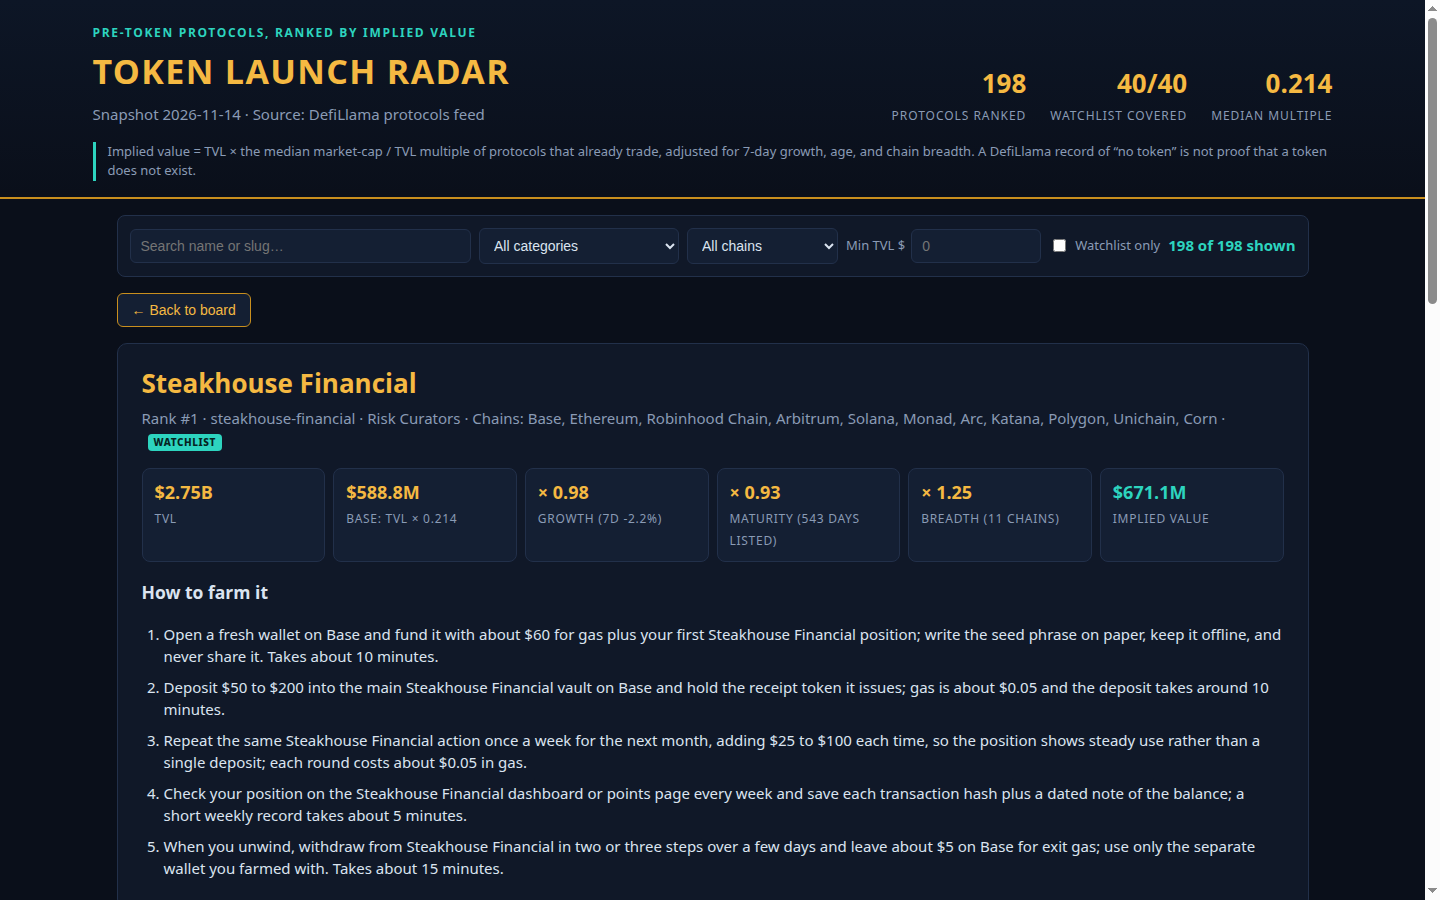 PRE-TOKEN PROTOCOLS, RANKED BY IMPLIED VALUE
TOKEN LAUNCH RADAR
Snapshot 2026-11-14 · Source: DefiLlama protocols feed
198
PROTOCOLS RANKED
40/40
WATCHLIST COVERED
0.214
MEDIAN MULTIPLE
Implied value = TVL × the median market-cap / TVL multiple of protocols that already trade, adjusted for 7-day growth, age, and chain breadth. A DefiLlama record of “no token” is not proof that a token
does not exist.
Search name or slug…
All categories
All chains
Min TVL $
0
Watchlist only
198 of 198 shown
← Back to board
Steakhouse Financial
Rank #1 · steakhouse-financial · Risk Curators · Chains: Base, Ethereum, Robinhood Chain, Arbitrum, Solana, Monad, Arc, Katana, Polygon, Unichain, Corn ·
WATCHLIST
$2.75B
TVL
$588.8M
BASE: TVL × 0.214
× 0.98
GROWTH (7D -2.2%)
× 0.93
MATURITY (543 DAYS
LISTED)
× 1.25
BREADTH (11 CHAINS)
$671.1M
IMPLIED VALUE
How to farm it
1. Open a fresh wallet on Base and fund it with about $60 for gas plus your first Steakhouse Financial position; write the seed phrase on paper, keep it offline, and
never share it. Takes about 10 minutes.
2. Deposit $50 to $200 into the main Steakhouse Financial vault on Base and hold the receipt token it issues; gas is about $0.05 and the deposit takes around 10
minutes.
3. Repeat the same Steakhouse Financial action once a week for the next month, adding $25 to $100 each time, so the position shows steady use rather than a
single deposit; each round costs about $0.05 in gas.
4. Check your position on the Steakhouse Financial dashboard or points page every week and save each transaction hash plus a dated note of the balance; a
short weekly record takes about 5 minutes.
5. When you unwind, withdraw from Steakhouse Financial in two or three steps over a few days and leave about $5 on Base for exit gas; use only the separate
wallet you farmed with. Takes about 15 minutes.